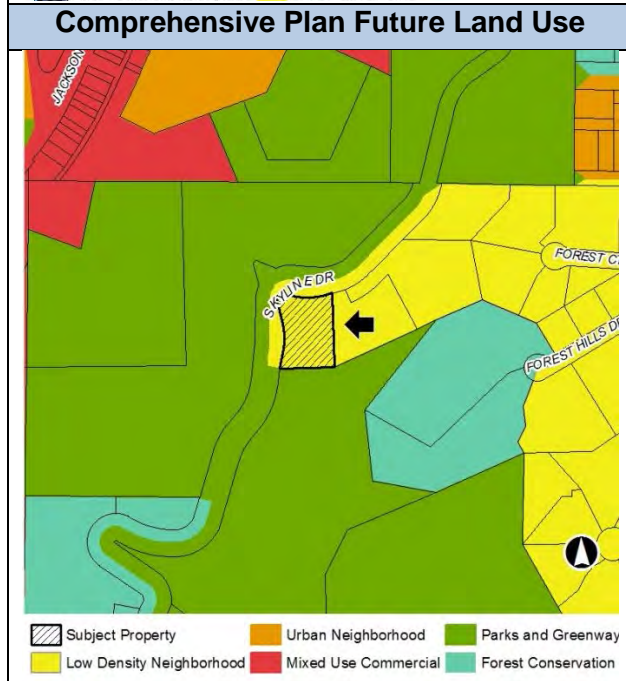 Comprehensive Plan Future Land Use
JACKSON
SKYLINE DR
FOREST CT
FOREST HILLS DR
Subject Property
Urban Neighborhood
Parks and Greenway
Low Density Neighborhood
Mixed Use Commercial
Forest Conservation